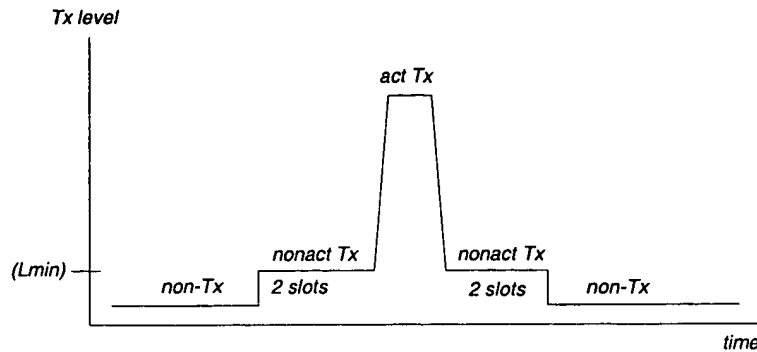 Tx level
act Tx
nonact Tx
nonact Tx
(Lmin)
non-Tx
2 slots
2 slots
non-Tx
time